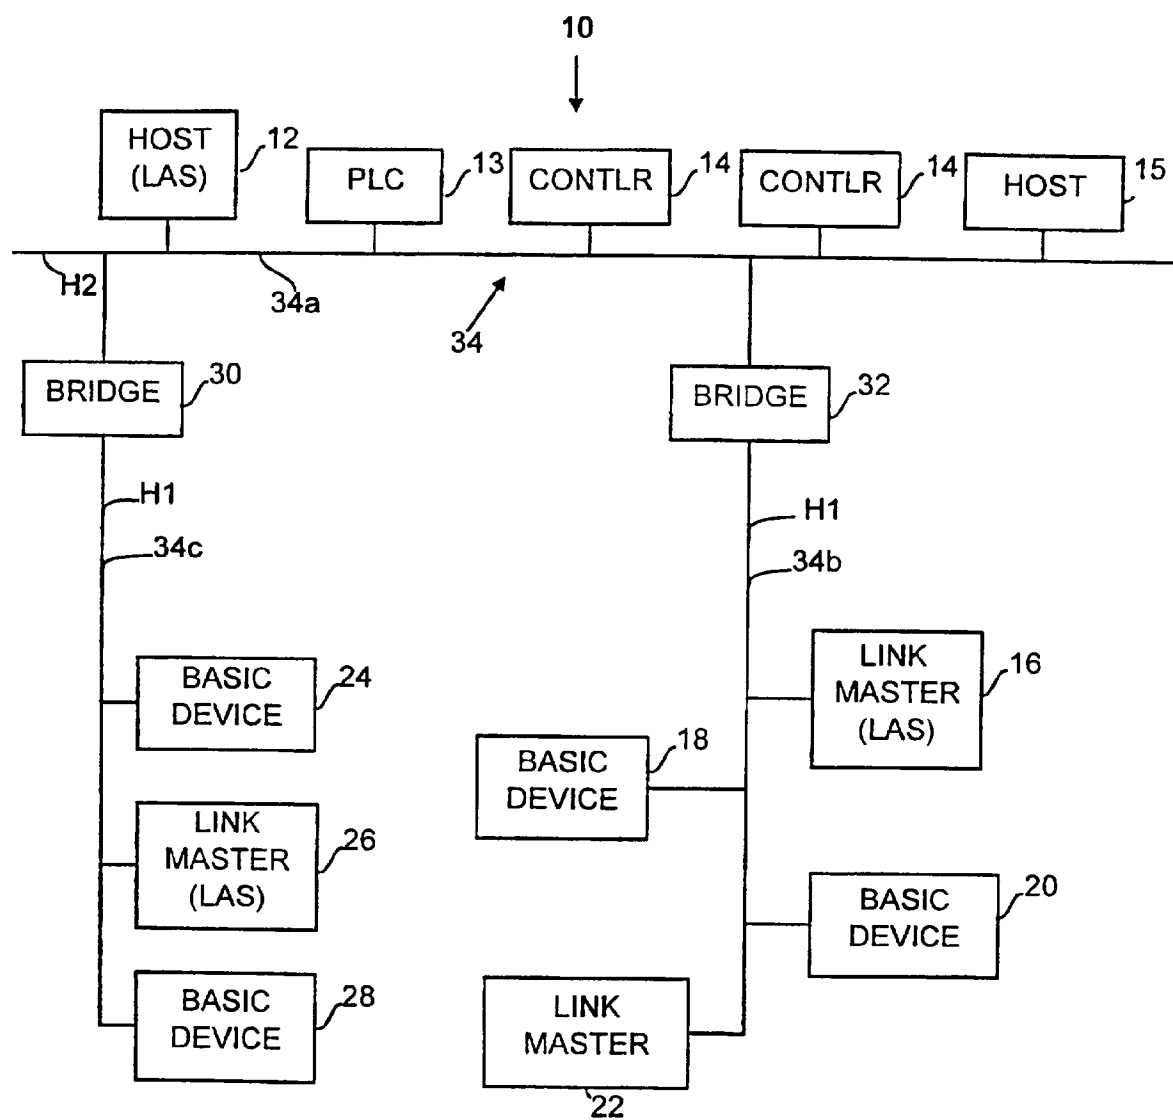 10
HOST
(LAS)
12
PLC
13
CONTLR
14
CONTLR
14
HOST
15
H2
34a
34
BRIDGE
30
BRIDGE
32
H1
34c
H1
34b
BASIC
DEVICE
24
LINK
MASTER
(LAS)
16
BASIC
DEVICE
18
LINK
MASTER
(LAS)
26
BASIC
DEVICE
20
BASIC
DEVICE
28
LINK
MASTER
22